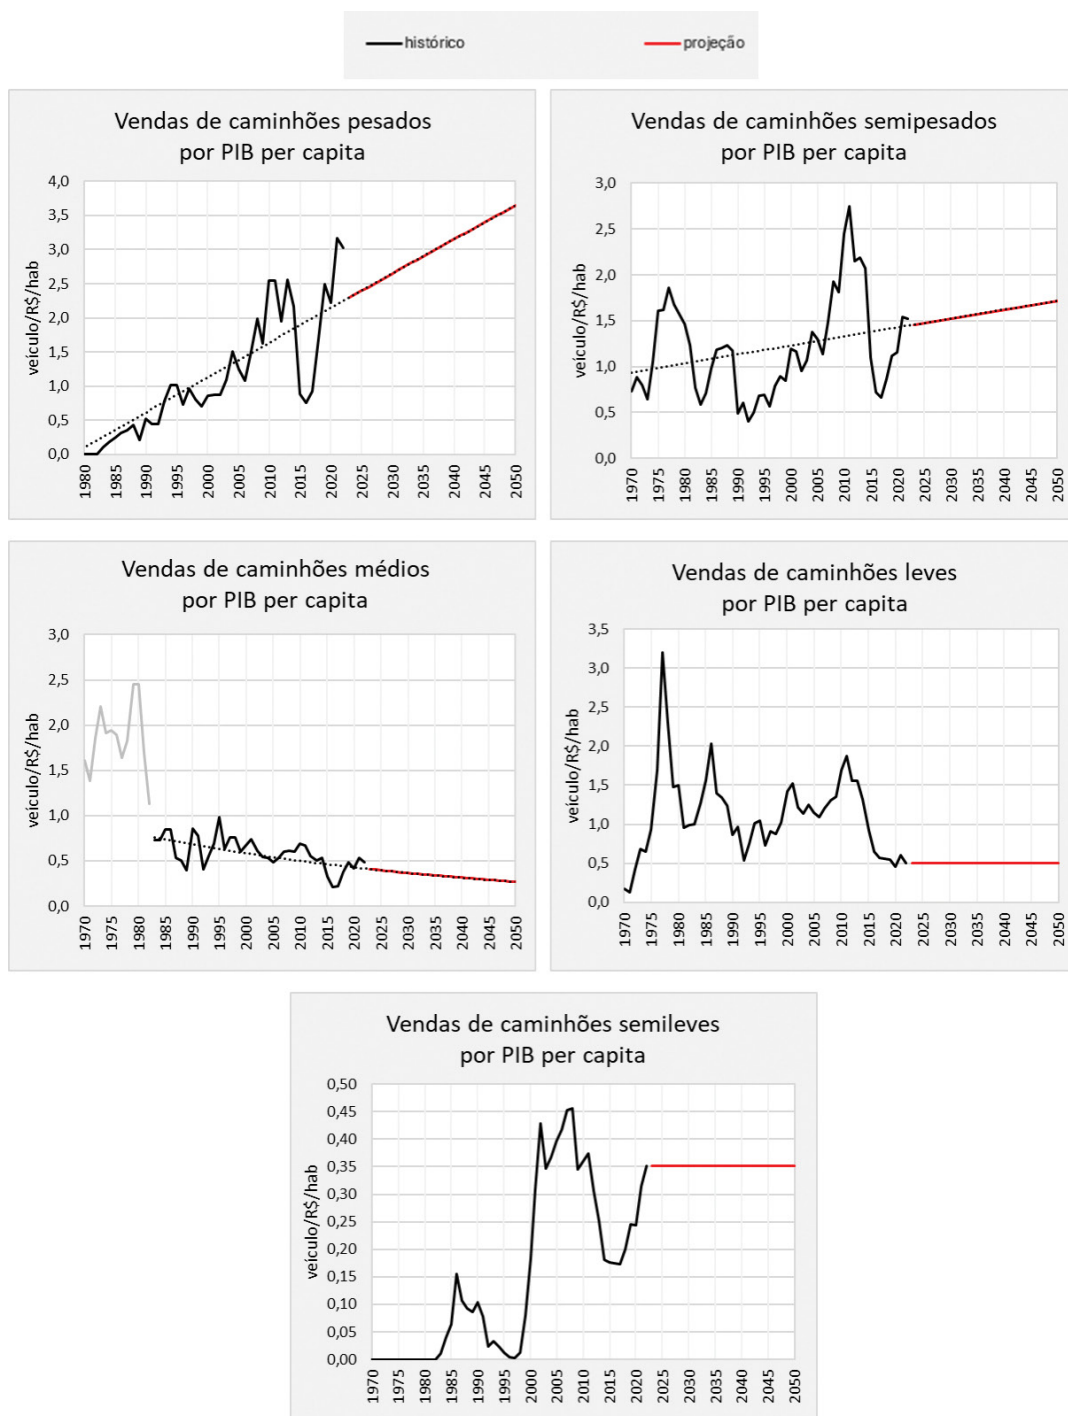 histórico
projeção
Vendas de caminhões pesados
por PIB per capita
veículo/R$/hab
4,0
3,5
3,0
2,5
2,0
1,5
1,0
0,5
0,0
1980 1985 1990 1995 2000 2005 2010 2015 2020 2025 2030 2035 2040 2045 2050
Vendas de caminhões semipesados
por PIB per capita
veículo/R$/hab
3,0
2,5
2,0
1,5
1,0
0,5
0,0
1970 1975 1980 1985 1990 1995 2000 2005 2010 2015 2020 2025 2030 2035 2040 2045 2050
Vendas de caminhões médios
por PIB per capita
veículo/R$/hab
3,0
2,5
2,0
1,5
1,0
0,5
0,0
1970 1975 1980 1985 1990 1995 2000 2005 2010 2015 2020 2025 2030 2035 2040 2045 2050
Vendas de caminhões leves
por PIB per capita
veículo/R$/hab
3,5
3,0
2,5
2,0
1,5
1,0
0,5
0,0
1970 1975 1980 1985 1990 1995 2000 2005 2010 2015 2020 2025 2030 2035 2040 2045 2050
Vendas de caminhões semileves
por PIB per capita
veículo/R$/hab
0,50
0,45
0,40
0,35
0,30
0,25
0,20
0,15
0,10
0,05
0,00
1970 1975 1980 1985 1990 1995 2000 2005 2010 2015 2020 2025 2030 2035 2040 2045 2050